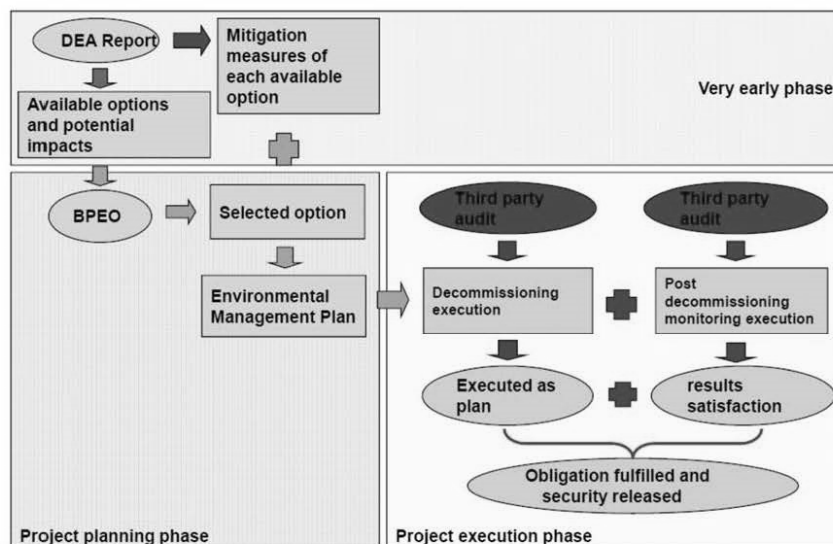 DEA Report
Mitigation
measures of
each available
option
Very early phase
Available options
and potential
impacts
BPEO
Selected option
Environmental
Management Plan
Project planning phase
Third party
audit
Third party
audit
Decommissioning
execution
Post
decommissioning
monitoring execution
Executed as
plan
results
satisfaction
Obligation fulfilled and
security released
Project execution phase